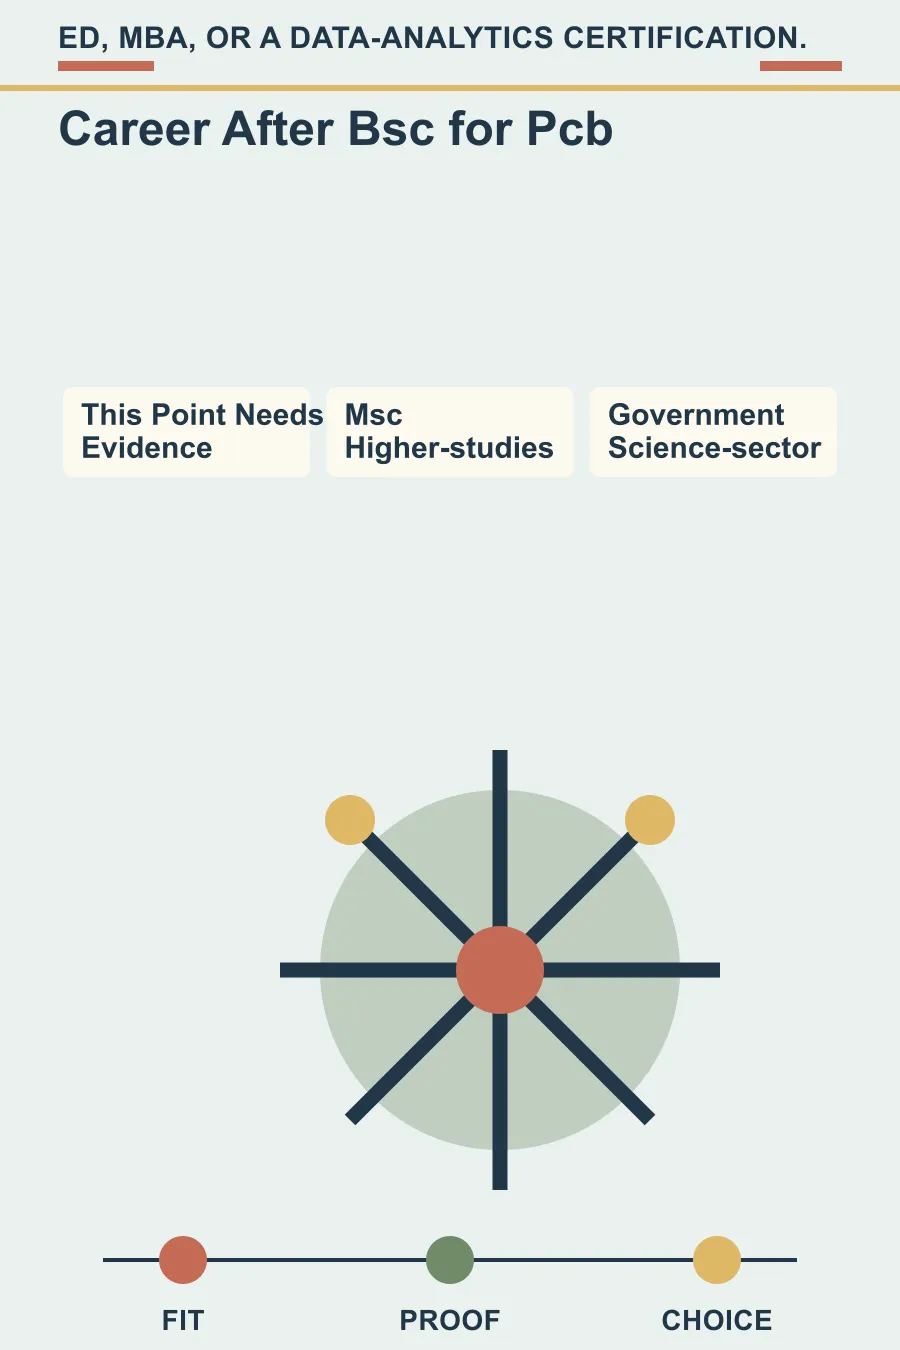 ED, MBA, OR A DATA-ANALYTICS CERTIFICATION.
Career After Bsc for Pcb
This Point Needs
Evidence
Msc
Higher-studies
Government
Science-sector
FIT
PROOF
CHOICE